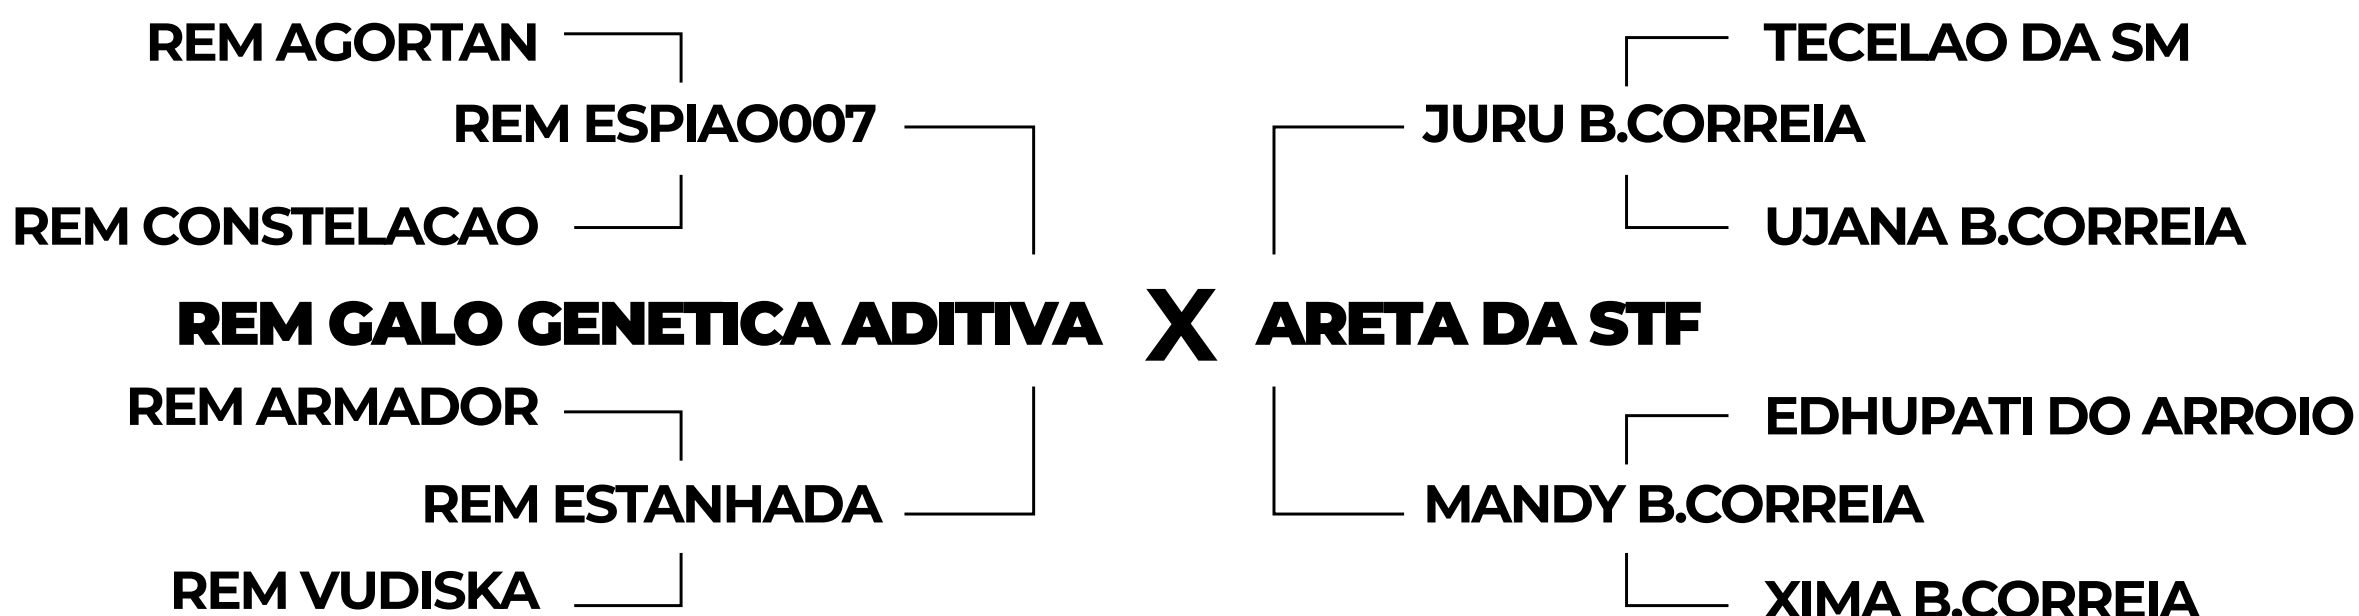 REM AGORTAN
TECELAO DA SM
REM ESPIAO007
JURU B.CORREIA
REM CONSTELACAO
UJANA B.CORREIA
REM GALO GENETICA ADITIVA X ARETA DA STF
REM ARMADOR
EDHUPATI DO ARROIO
REM ESTANHADA
MANDY B.CORREIA
REM VUDISKA
XIMA B.CORREIA